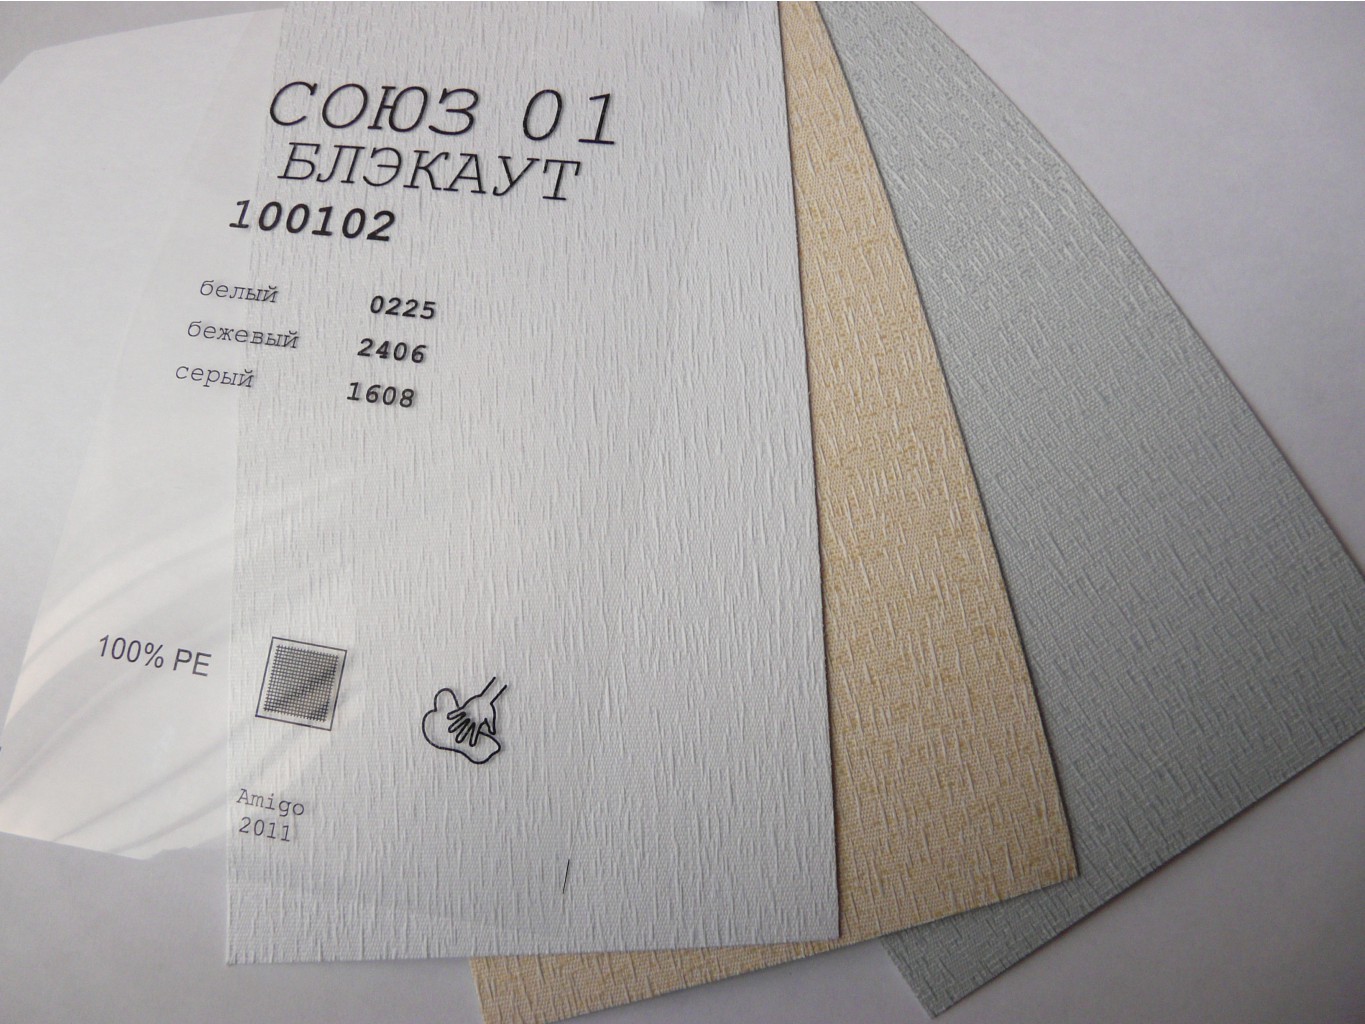 СОЮЗ 01
БЛЭКАУТ
100102
белый 0225
бежевый 2406
серый 1608
100% PE
Amigo
2011